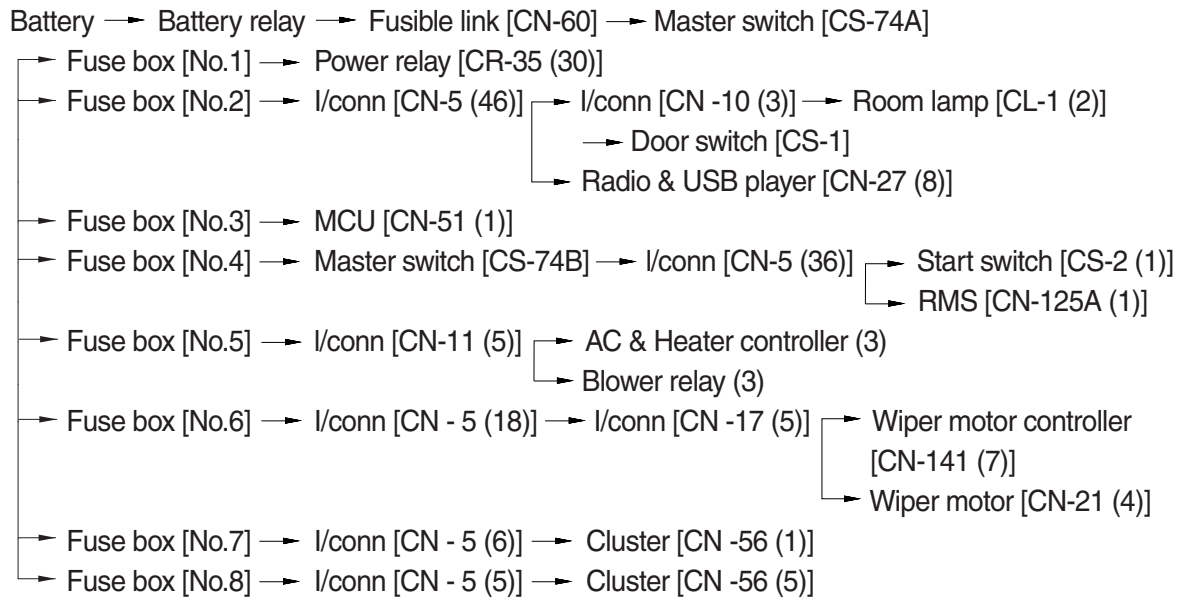 Battery → Battery relay → Fusible link [CN-60] → Master switch [CS-74A]
→ Fuse box [No.1] → Power relay [CR-35 (30)]
→ Fuse box [No.2] → I/conn [CN-5 (46)] → I/conn [CN -10 (3)] → Room lamp [CL-1 (2)]
→ Door switch [CS-1]
→ Radio & USB player [CN-27 (8)]
→ Fuse box [No.3] → MCU [CN-51 (1)]
→ Fuse box [No.4] → Master switch [CS-74B] → I/conn [CN-5 (36)] → Start switch [CS-2 (1)]
→ RMS [CN-125A (1)]
→ Fuse box [No.5] → I/conn [CN-11 (5)] → AC & Heater controller (3)
→ Blower relay (3)
→ Fuse box [No.6] → I/conn [CN - 5 (18)] → I/conn [CN -17 (5)] → Wiper motor controller
[CN-141 (7)]
→ Wiper motor [CN-21 (4)]
→ Fuse box [No.7] → I/conn [CN - 5 (6)] → Cluster [CN -56 (1)]
→ Fuse box [No.8] → I/conn [CN - 5 (5)] → Cluster [CN -56 (5)]